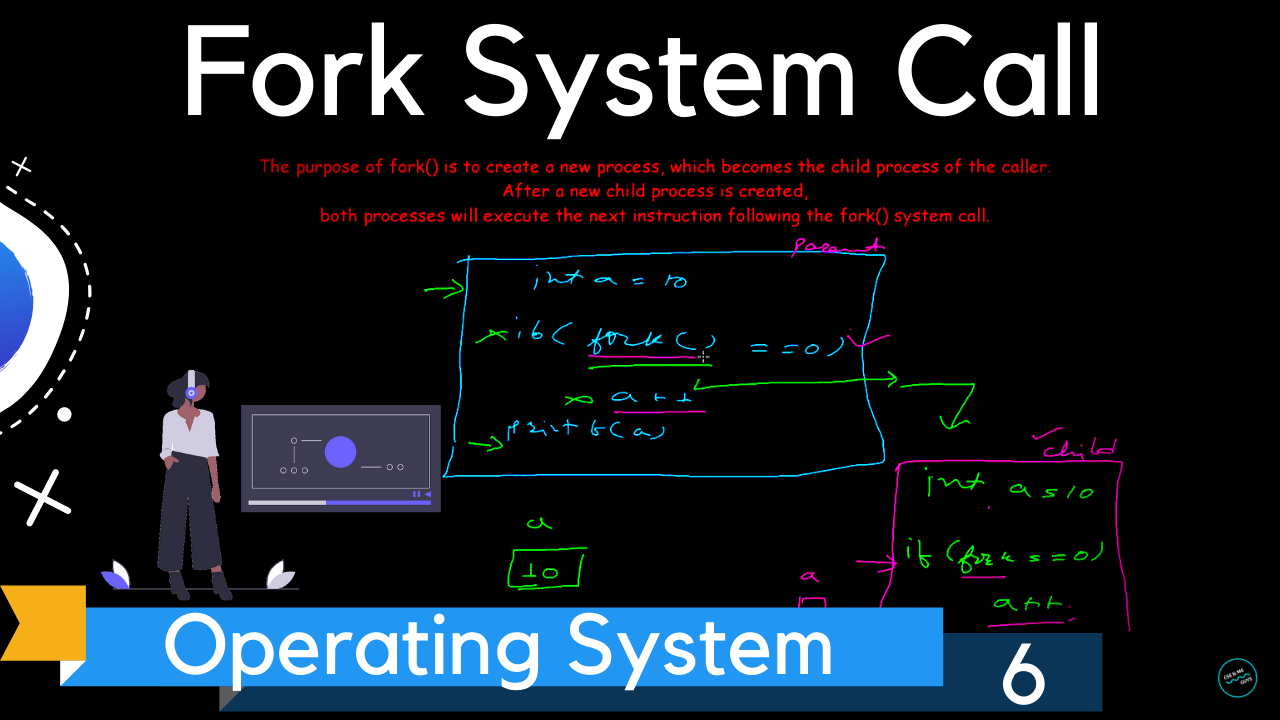 Fork System Call
The purpose of fork() is to create a new process, which becomes the child process of the caller.
After a new child process is created,
both processes will execute the next instruction following the fork() system call.
Parent
int a = 10
if( fork() == 0)
a++
printf(a)
child
int a = 10
a
10
if (fork == 0)
a
a++
Operating System
6